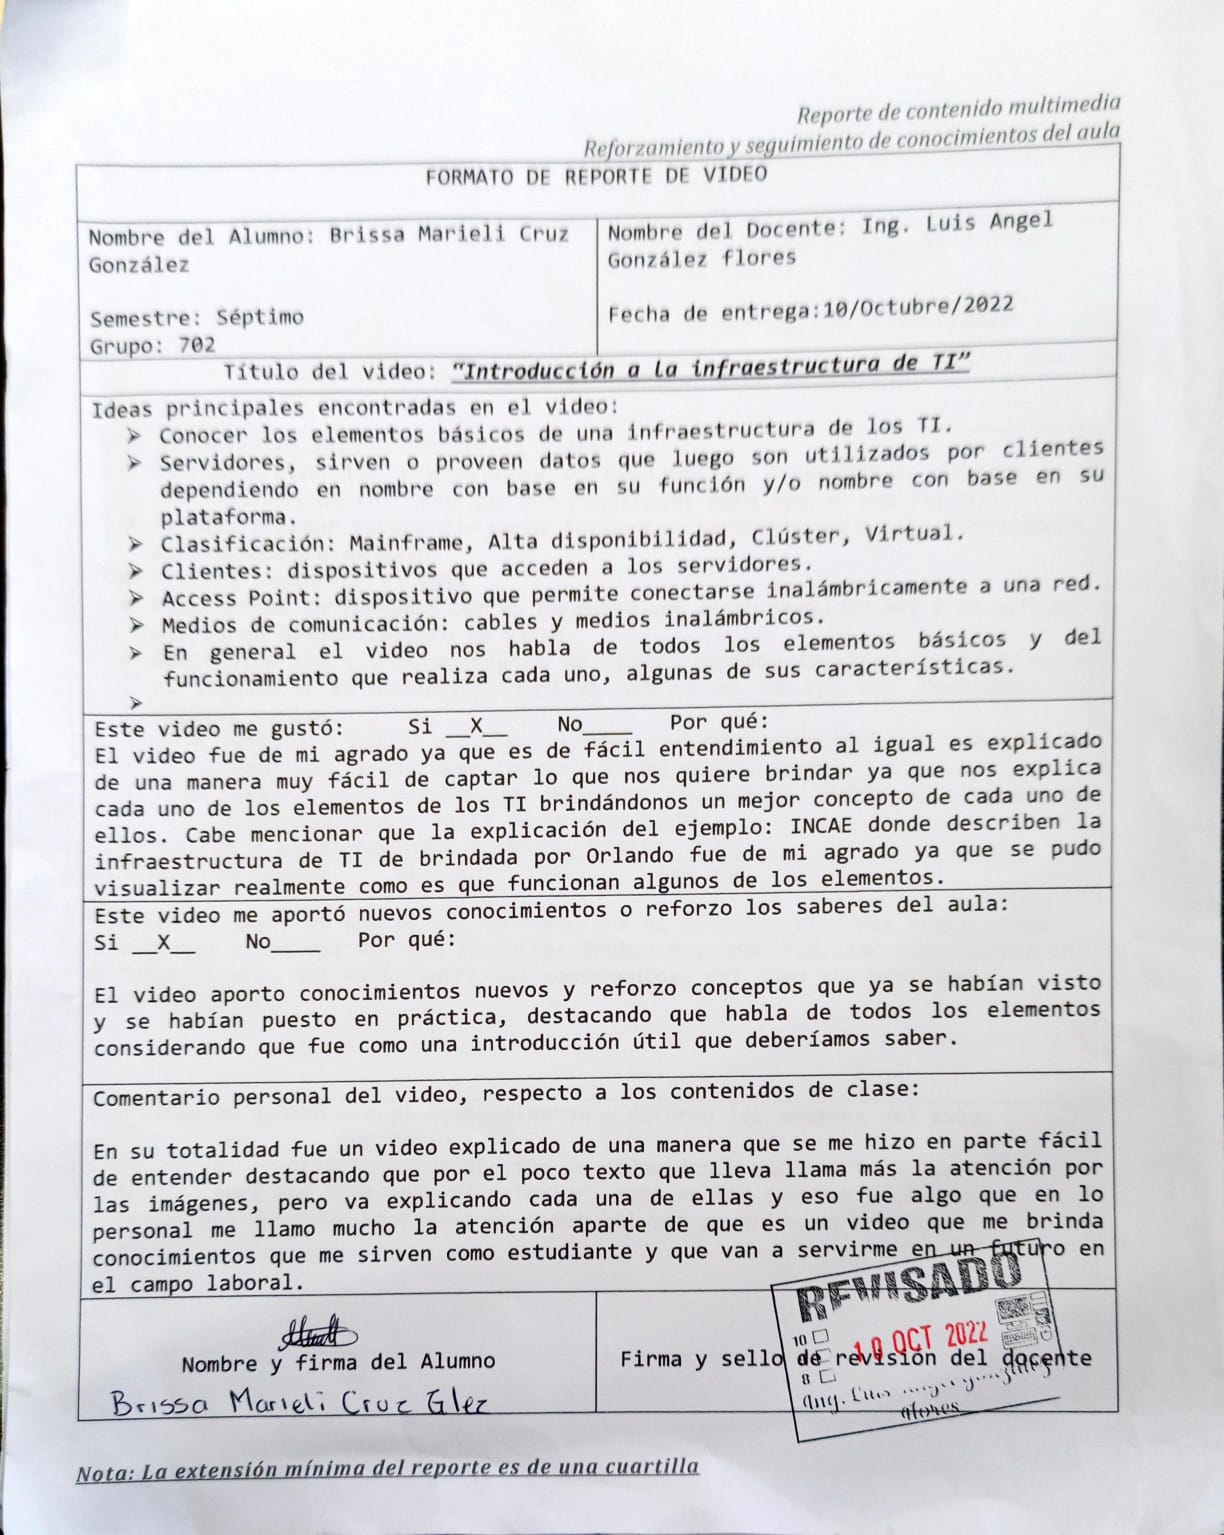 Reporte de contenido multimedia
Reforzamiento y seguimiento de conocimientos del aula
FORMATO DE REPORTE DE VIDEO
Nombre del Alumno: Brissa Marieli Cruz
González
Semestre: Séptimo
Grupo: 702
Nombre del Docente: Ing. Luis Angel
González flores
Fecha de entrega:10/Octubre/2022
Título del video: “Introducción a la infraestructura de TI”
Ideas principales encontradas en el video:
➤ Conocer los elementos básicos de una infraestructura de los TI.
➤ Servidores, sirven o proveen datos que luego son utilizados por clientes
dependiendo en nombre con base en su función y/o nombre con base en su
plataforma.
➤ Clasificación: Mainframe, Alta disponibilidad, Clúster, Virtual.
➤ Clientes: dispositivos que acceden a los servidores.
➤ Access Point: dispositivo que permite conectarse inalámbricamente a una red.
➤ Medios de comunicación: cables y medios inalámbricos.
➤ En general el video nos habla de todos los elementos básicos y del
funcionamiento que realiza cada uno, algunas de sus características.
➤
Este video me gustó: Si __X__ No____ Por qué:
El video fue de mi agrado ya que es de fácil entendimiento al igual es explicado
de una manera muy fácil de captar lo que nos quiere brindar ya que nos explica
cada uno de los elementos de los TI brindándonos un mejor concepto de cada uno de
ellos. Cabe mencionar que la explicación del ejemplo: INCAE donde describen la
infraestructura de TI de brindada por Orlando fue de mi agrado ya que se pudo
visualizar realmente como es que funcionan algunos de los elementos.
Este video me aportó nuevos conocimientos o reforzo los saberes del aula:
Si __X__ No____ Por qué:
El video aporto conocimientos nuevos y reforzo conceptos que ya se habían visto
y se habían puesto en práctica, destacando que habla de todos los elementos
considerando que fue como una introducción útil que deberíamos saber.
Comentario personal del video, respecto a los contenidos de clase:
En su totalidad fue un video explicado de una manera que se me hizo en parte fácil
de entender destacando que por el poco texto que lleva llama más la atención por
las imágenes, pero va explicando cada una de ellas y eso fue algo que en lo
personal me llamo mucho la atención aparte de que es un video que me brinda
conocimientos que me sirven como estudiante y que van a servirme en un futuro en
el campo laboral.
Nombre y firma del Alumno
Brissa Marieli Cruz Glez
Firma y sello de revisión del docente
REVISADO
10
10 OCT 2022
8
Ing. Luis
Nota: La extensión mínima del reporte es de una cuartilla